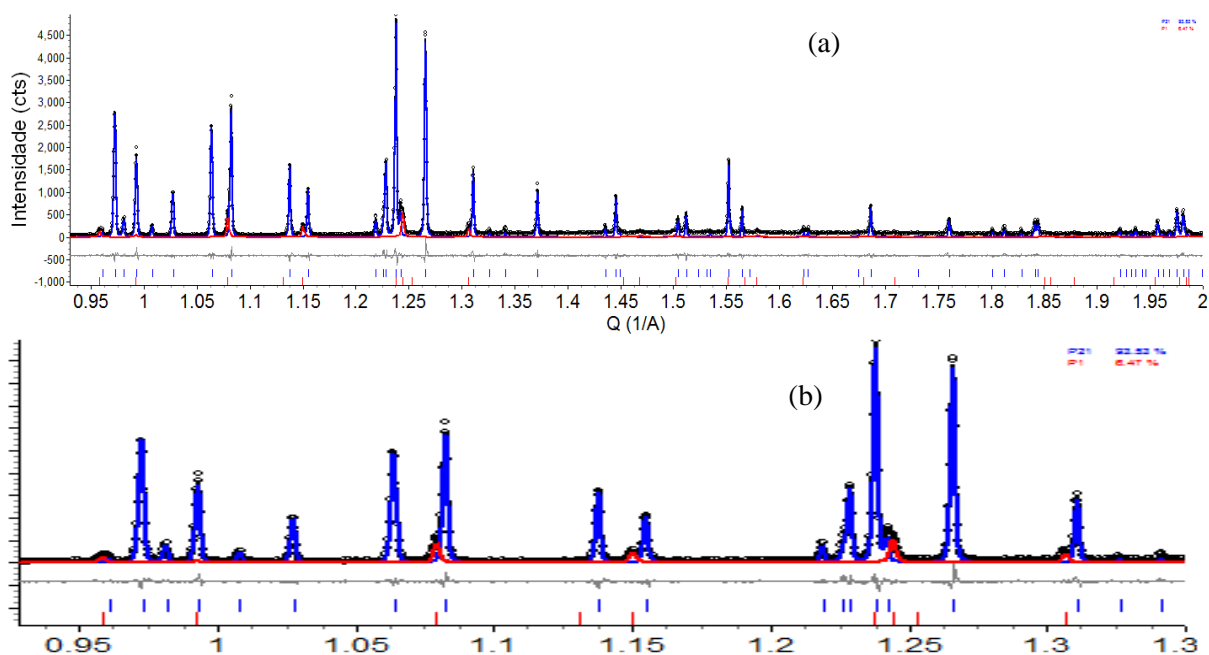 (a)
P21 93.53 %
P1 6.47 %
Intensidade (cts)
4,500
4,000
3,500
3,000
2,500
2,000
1,500
1,000
500
0
-500
-1,000
0.95 1 1.05 1.1 1.15 1.2 1.25 1.3 1.35 1.4 1.45 1.5 1.55 1.6 1.65 1.7 1.75 1.8 1.85 1.9 1.95 2
Q (1/A)
(b)
P21 93.53 %
P1 6.47 %
0.95 1 1.05 1.1 1.15 1.20 1.25 1.3 1.3